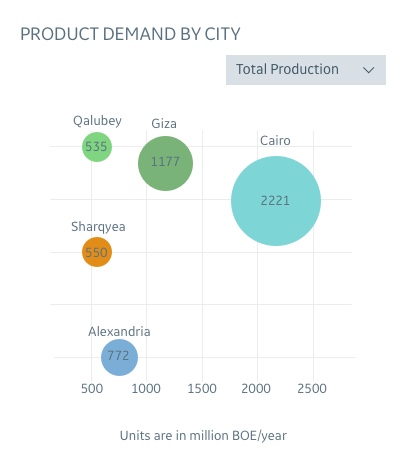 PRODUCT DEMAND BY CITY
Total Production
Qalubey
535
Giza
1177
Cairo
2221
Sharqyea
550
Alexandria
772
500 1000 1500 2000 2500
Units are in million BOE/year